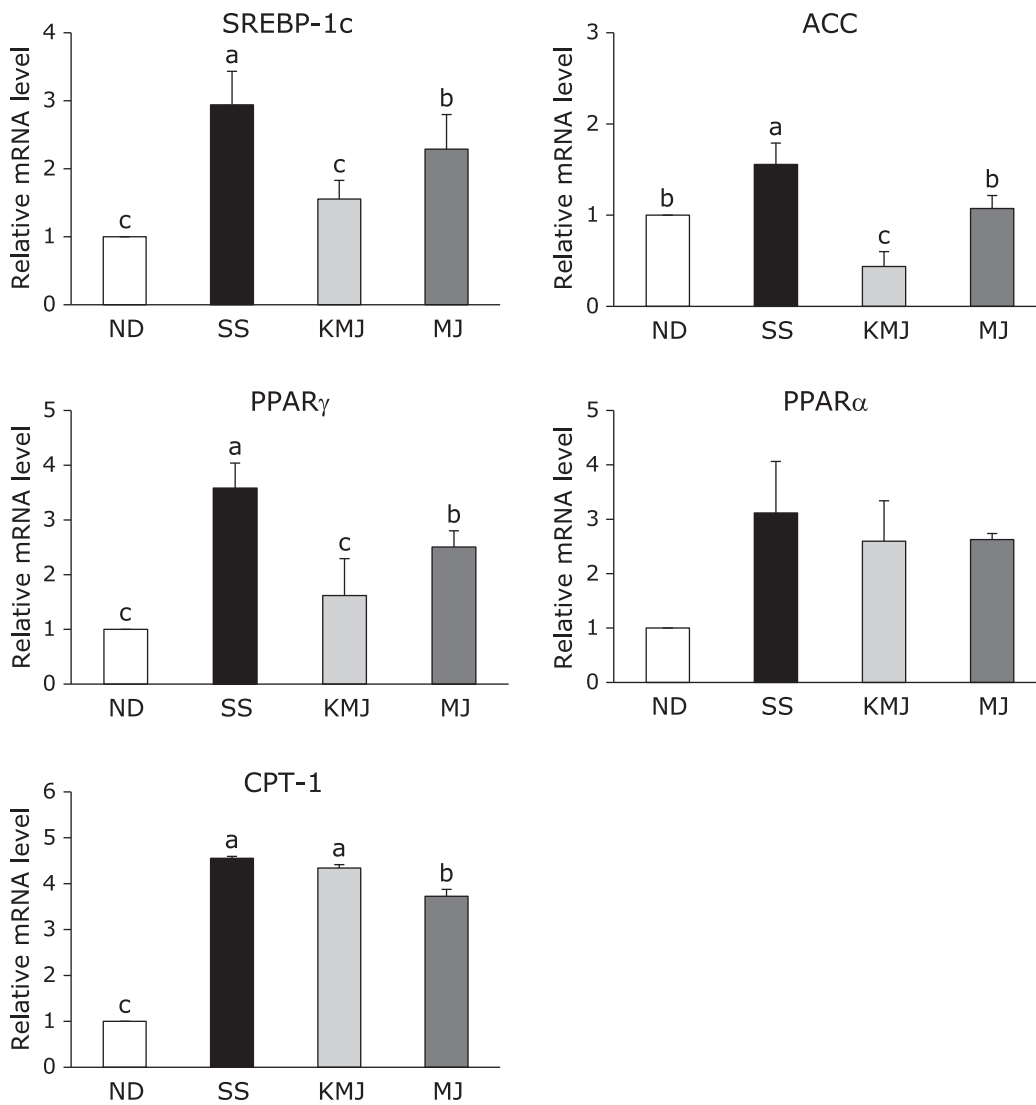 SREBP-1c
Relative mRNA level
4
3
2
1
0
c
a
c
b
ND SS KMJ MJ
ACC
Relative mRNA level
3
2
1
0
b
a
c
b
ND SS KMJ MJ
PPARγ
Relative mRNA level
5
4
3
2
1
0
c
a
c
b
ND SS KMJ MJ
PPARα
Relative mRNA level
5
4
3
2
1
0
ND SS KMJ MJ
CPT-1
Relative mRNA level
6
5
4
3
2
1
0
c
a
a
b
ND SS KMJ MJ